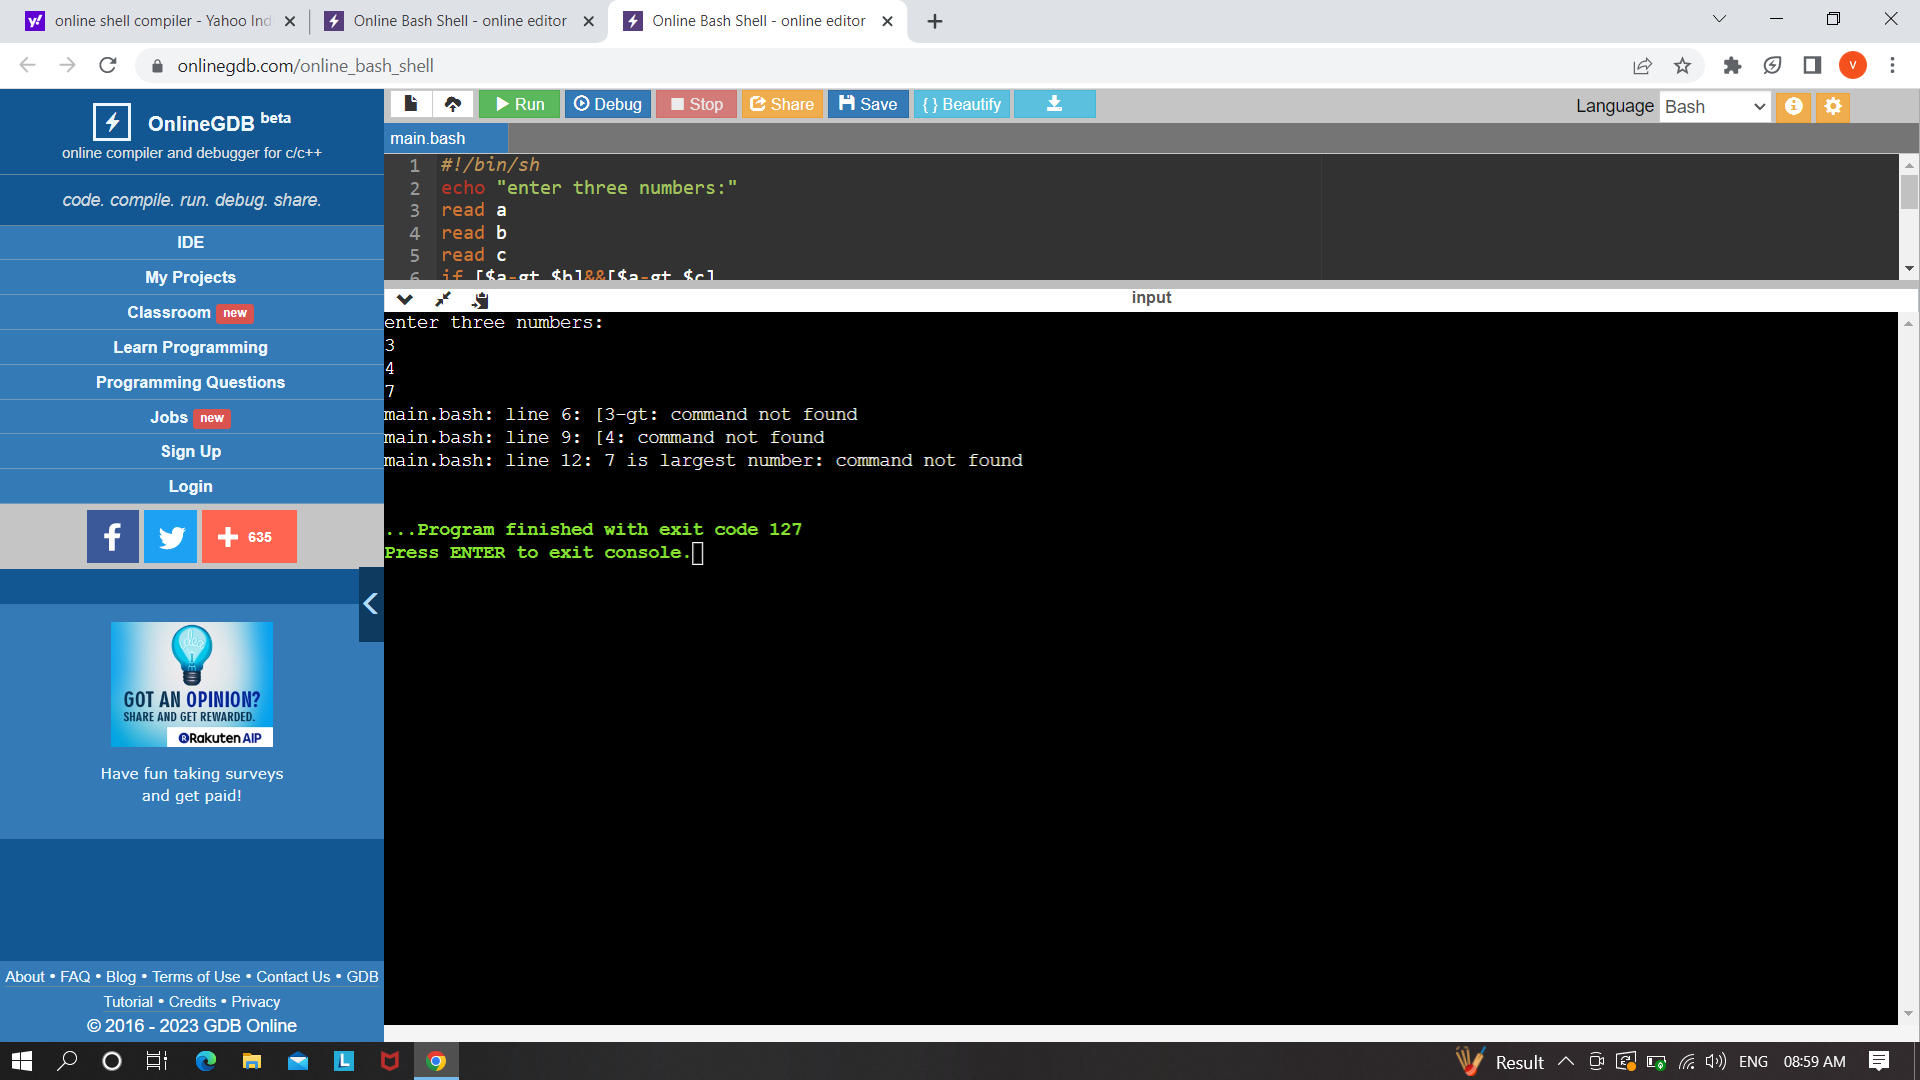 online shell compiler - Yahoo Ind
Online Bash Shell - online editor
Online Bash Shell - online editor
onlinegdb.com/online_bash_shell
V
OnlineGDB beta
online compiler and debugger for c/c++
code. compile. run. debug. share.
IDE
My Projects
Classroom new
Learn Programming
Programming Questions
Jobs new
Sign Up
Login
635
GOT AN OPINION?
SHARE AND GET REWARDED.
Rakuten AIP
Have fun taking surveys
and get paid!
About • FAQ • Blog • Terms of Use • Contact Us • GDB
Tutorial • Credits • Privacy
© 2016 - 2023 GDB Online
Run Debug Stop Share Save { } Beautify
Language Bash
main.bash
1 #!/bin/sh
2 echo "enter three numbers:"
3 read a
4 read b
5 read c
6 if [$a-gt $b]&&[$a-gt $c]
input
enter three numbers:
3
4
7
main.bash: line 6: [3-gt: command not found
main.bash: line 9: [4: command not found
main.bash: line 12: 7 is largest number: command not found
...Program finished with exit code 127
Press ENTER to exit console.
L
Result
ENG
08:59 AM